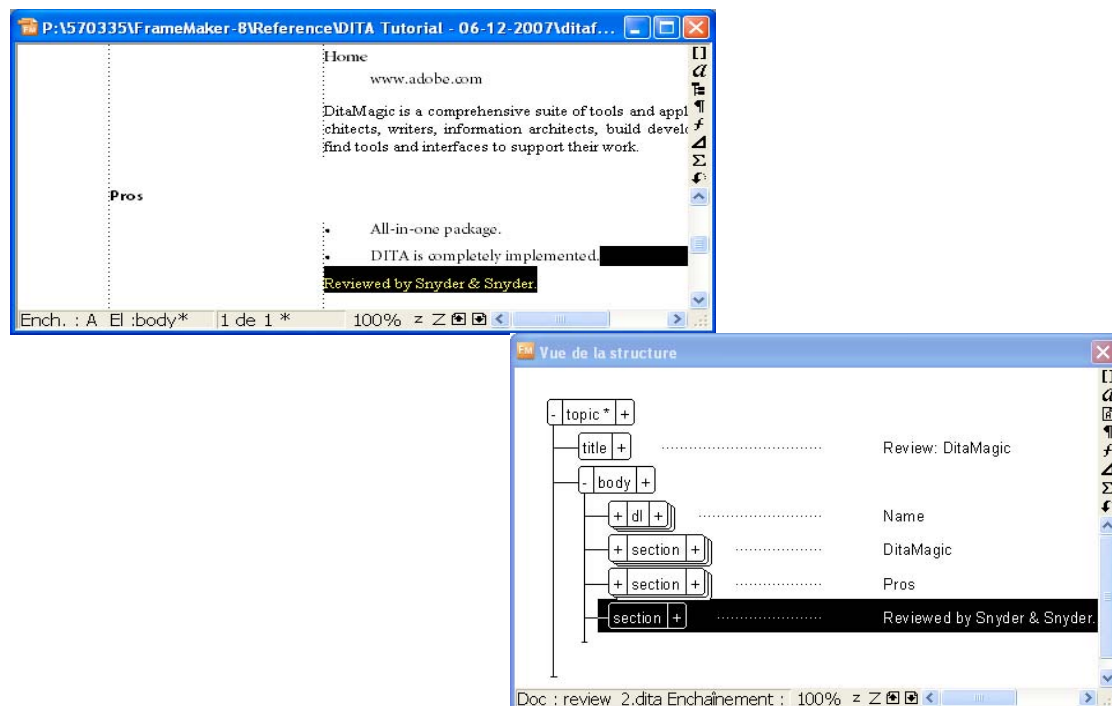 P:\570335\FrameMaker-8\Reference\DITA Tutorial - 06-12-2007\ditaf...
Home
www.adobe.com
DitaMagic is a comprehensive suite of tools and appl
chitects, writers, information architects, build develo
find tools and interfaces to support their work.
Pros
• All-in-one package.
• DITA is completely implemented.
Reviewed by Snyder & Snyder.
Ench. : A El :body* 1 de 1 * 100% z Z
Vue de la structure
- topic * +
title + Review: DitaMagic
- body +
+ dl + Name
+ section + DitaMagic
+ section + Pros
section + Reviewed by Snyder & Snyder.
Doc : review_2.dita Enchaînement : 100% z Z